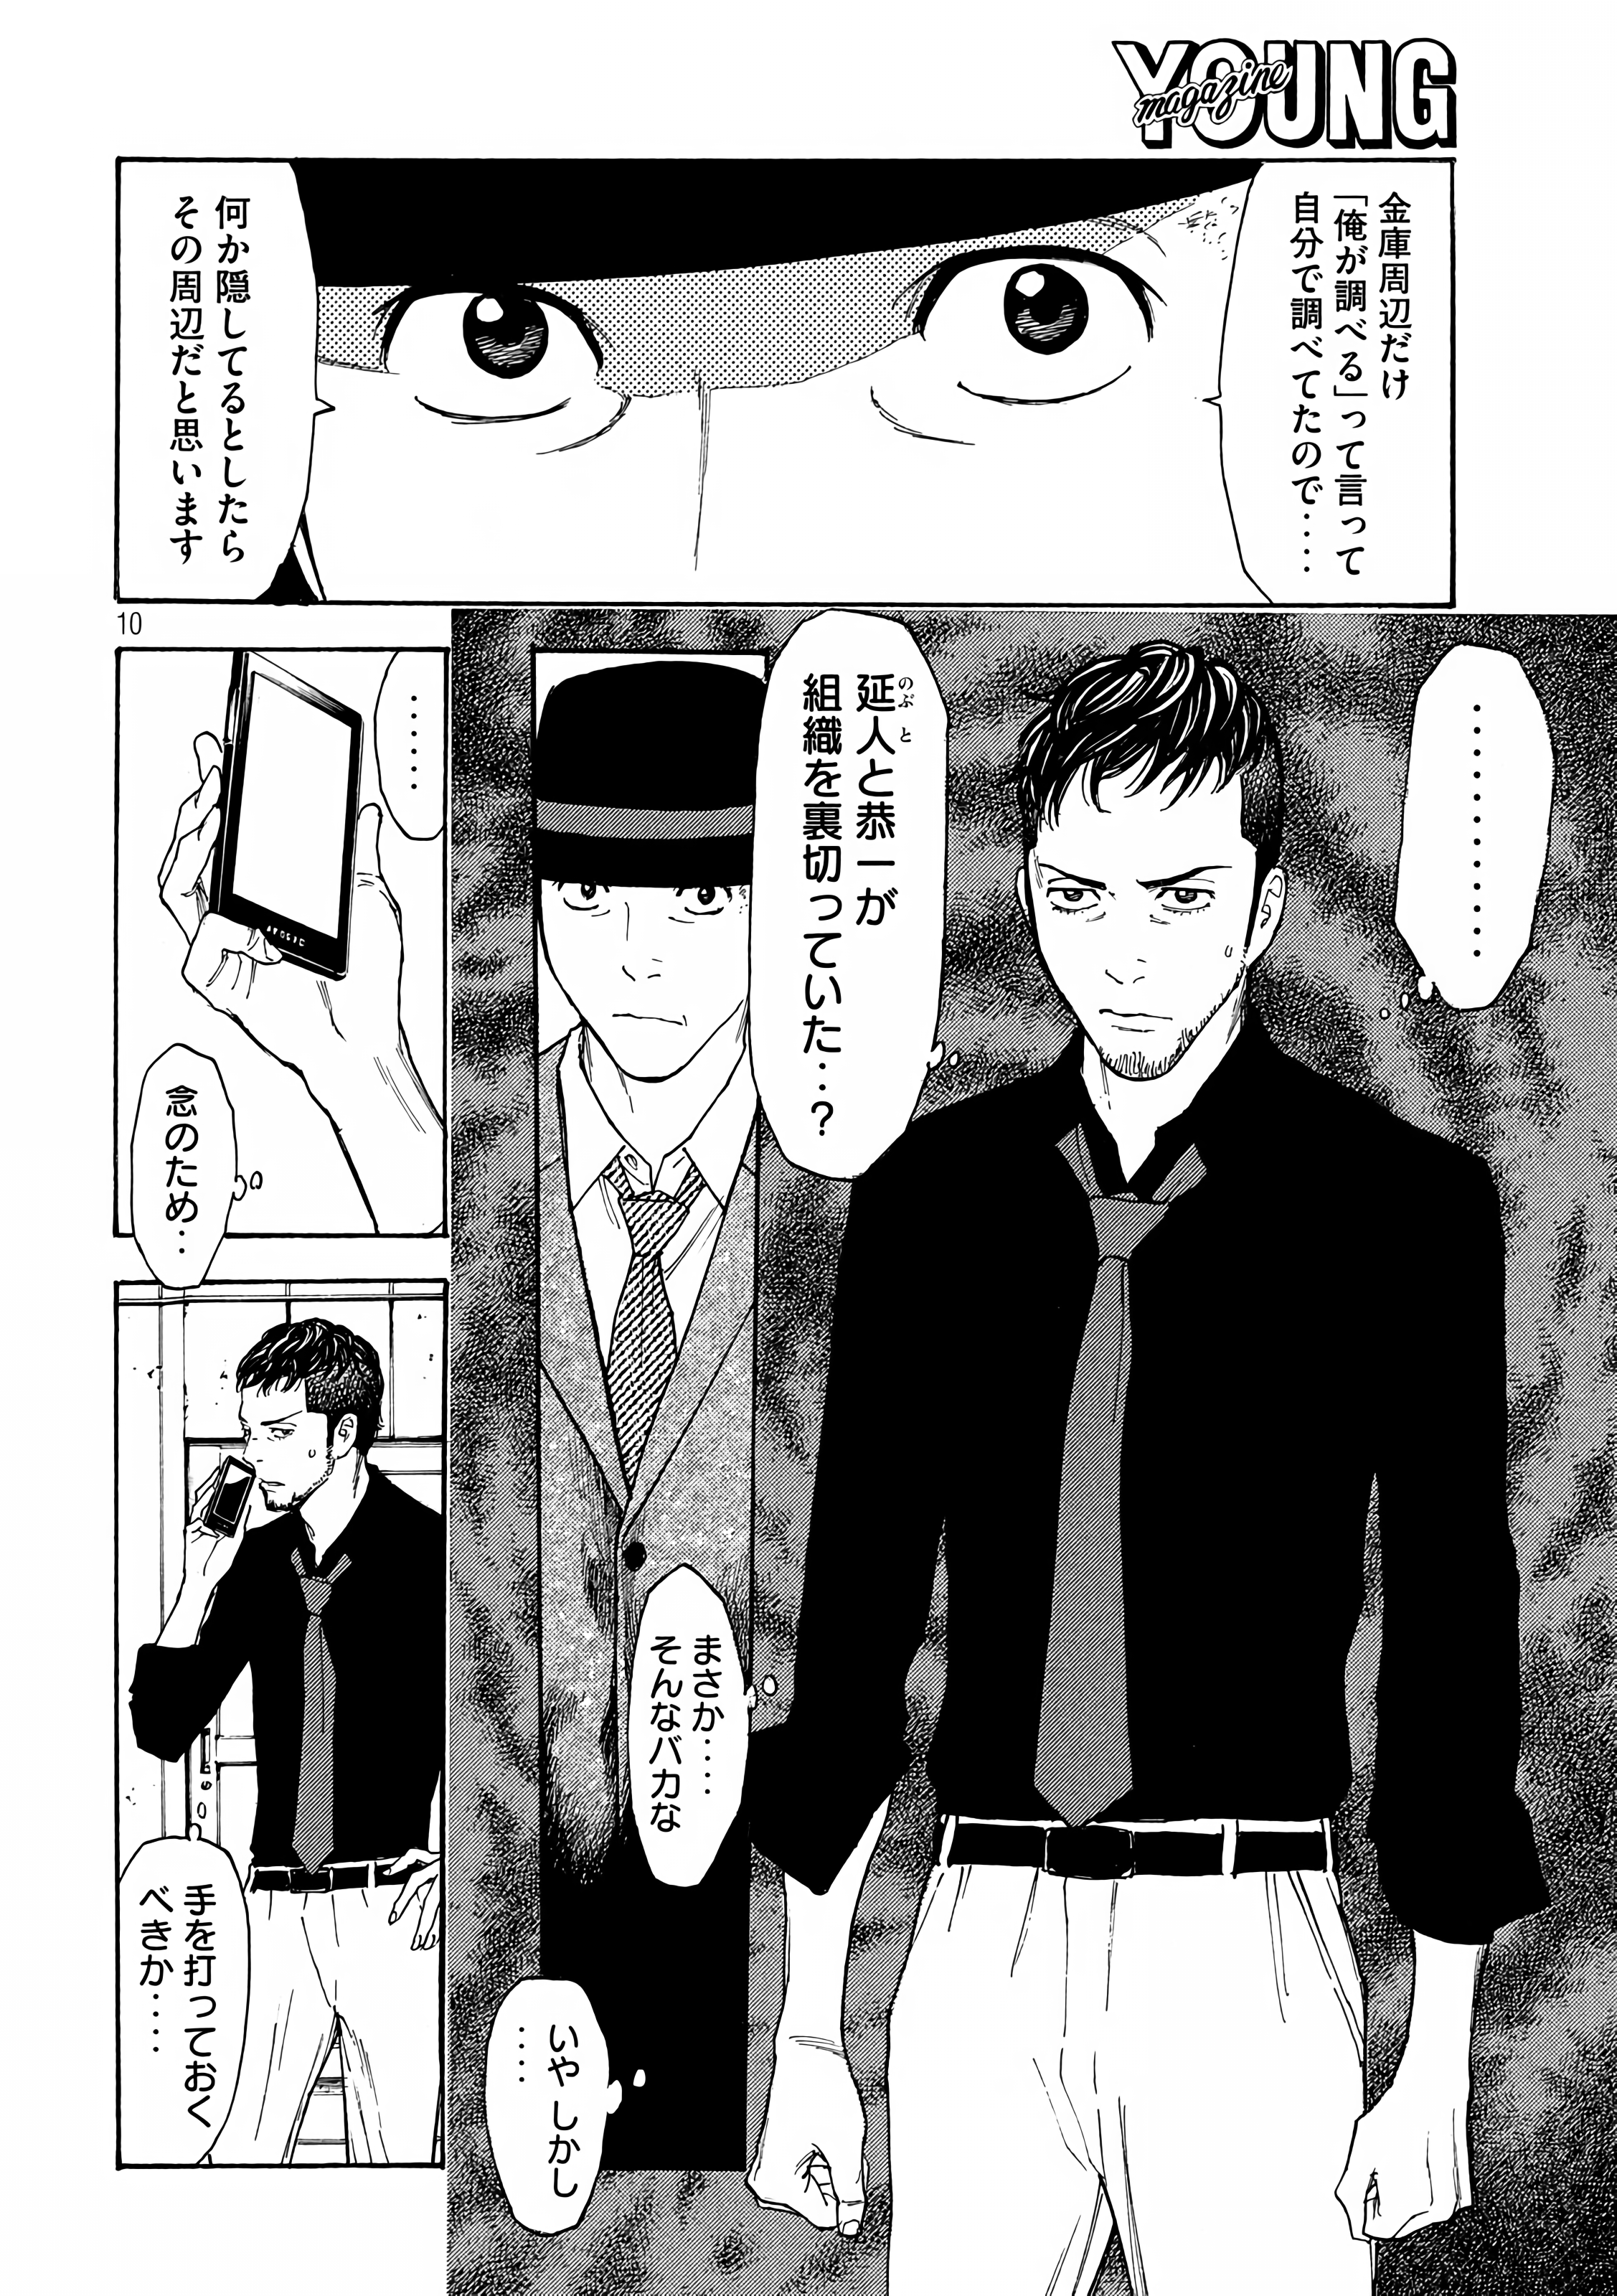 YOUNG
magazine
金庫周辺だけ
「俺が調べる」って言って
自分で調べてたので‥‥
何か隠してるとしたら
その周辺だと思います
10
‥‥‥‥‥‥
延人と恭一が
のぶと
組織を裏切っていた‥?
まさか‥‥
そんなバカな
いや しかし
‥‥
‥‥‥
念のため‥
手を打っておく
べきか‥‥